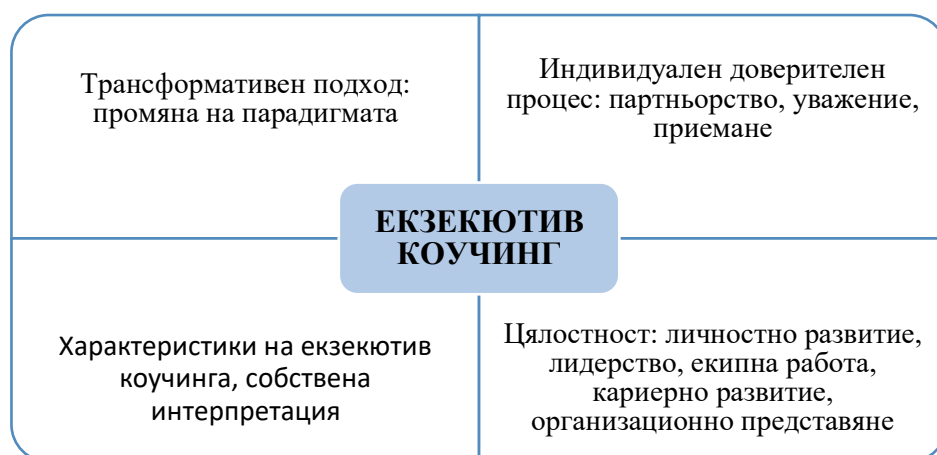 Трансформативен подход:
промяна на парадигмата
Индивидуален доверителен
процес: партньорство, уважение,
приемане
ЕКЗЕКЮТИВ
КОУЧИНГ
Характеристики на екзекютив
коучинга, собствена
интерпретация
Цялостност: личностно развитие,
лидерство, екипна работа,
кариерно развитие,
организационно представяне